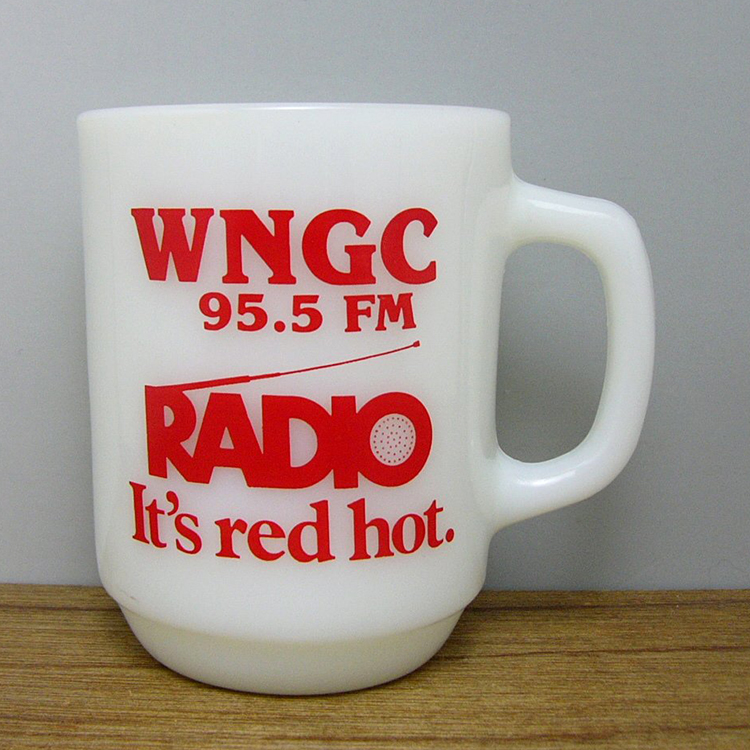 WNGC
95.5 FM
RADIO
It's red hot.